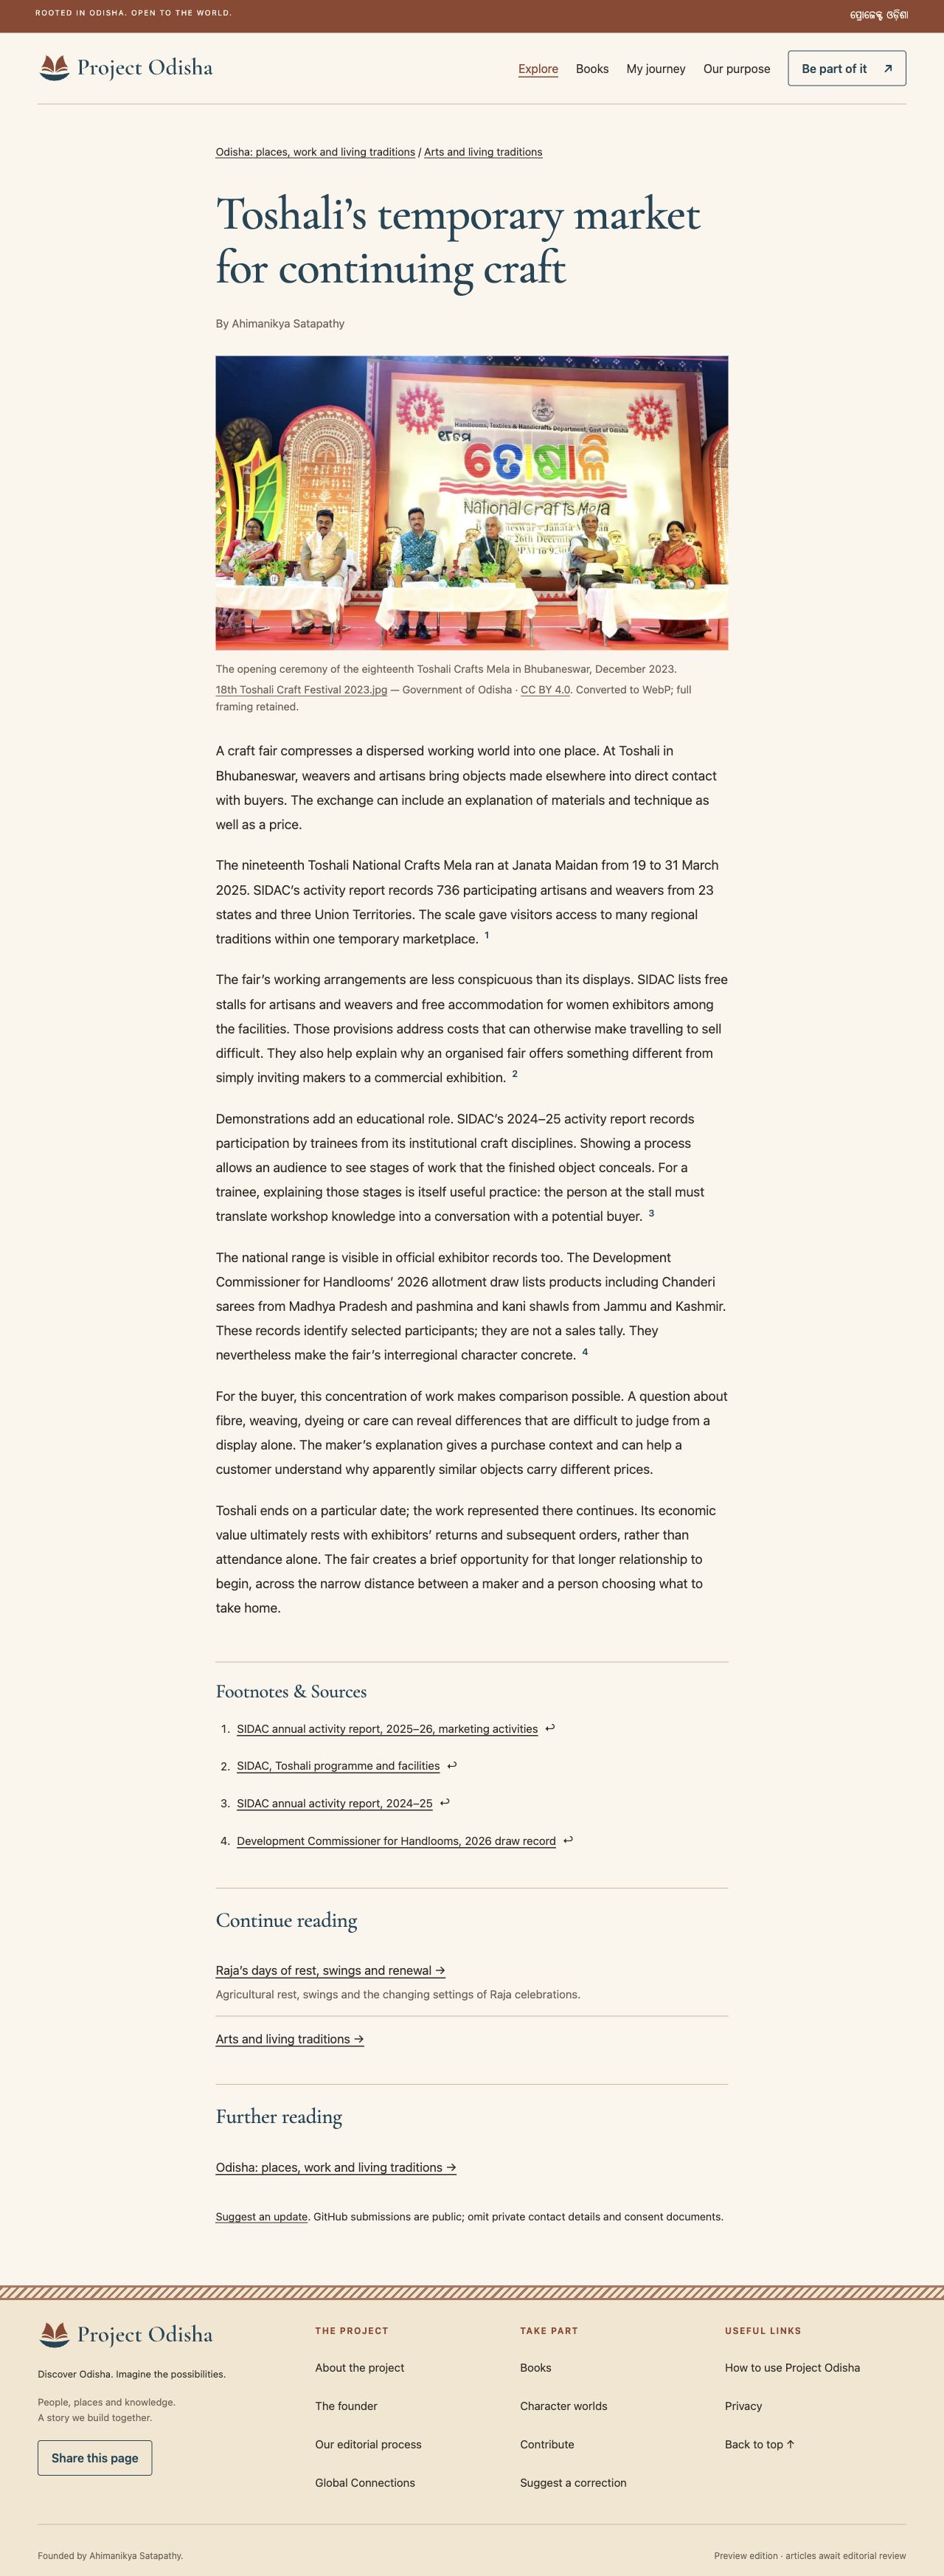 ROOTED IN ODISHA. OPEN TO THE WORLD.
ପ୍ରୋଜେକ୍ଟ ଓଡ଼ିଶା
Project Odisha
Explore
Books
My journey
Our purpose
Be part of it ↗
Odisha: places, work and living traditions / Arts and living traditions
Toshali’s temporary market
for continuing craft
By Ahimanikya Satapathy
Handlooms, Textiles & Handicrafts Department, Govt of Odisha
୧୮ତମ
ତୋଷାଳି
National Crafts Mela
The opening ceremony of the eighteenth Toshali Crafts Mela in Bhubaneswar, December 2023.
18th Toshali Craft Festival 2023.jpg — Government of Odisha · CC BY 4.0. Converted to WebP; full
framing retained.
A craft fair compresses a dispersed working world into one place. At Toshali in
Bhubaneswar, weavers and artisans bring objects made elsewhere into direct contact
with buyers. The exchange can include an explanation of materials and technique as
well as a price.
The nineteenth Toshali National Crafts Mela ran at Janata Maidan from 19 to 31 March
2025. SIDAC’s activity report records 736 participating artisans and weavers from 23
states and three Union Territories. The scale gave visitors access to many regional
traditions within one temporary marketplace. 1
The fair’s working arrangements are less conspicuous than its displays. SIDAC lists free
stalls for artisans and weavers and free accommodation for women exhibitors among
the facilities. Those provisions address costs that can otherwise make travelling to sell
difficult. They also help explain why an organised fair offers something different from
simply inviting makers to a commercial exhibition. 2
Demonstrations add an educational role. SIDAC’s 2024–25 activity report records
participation by trainees from its institutional craft disciplines. Showing a process
allows an audience to see stages of work that the finished object conceals. For a
trainee, explaining those stages is itself useful practice: the person at the stall must
translate workshop knowledge into a conversation with a potential buyer. 3
The national range is visible in official exhibitor records too. The Development
Commissioner for Handlooms’ 2026 allotment draw lists products including Chanderi
sarees from Madhya Pradesh and pashmina and kani shawls from Jammu and Kashmir.
These records identify selected participants; they are not a sales tally. They
nevertheless make the fair’s interregional character concrete. 4
For the buyer, this concentration of work makes comparison possible. A question about
fibre, weaving, dyeing or care can reveal differences that are difficult to judge from a
display alone. The maker’s explanation gives a purchase context and can help a
customer understand why apparently similar objects carry different prices.
Toshali ends on a particular date; the work represented there continues. Its economic
value ultimately rests with exhibitors’ returns and subsequent orders, rather than
attendance alone. The fair creates a brief opportunity for that longer relationship to
begin, across the narrow distance between a maker and a person choosing what to
take home.
Footnotes & Sources
1. SIDAC annual activity report, 2025–26, marketing activities ↩
2. SIDAC, Toshali programme and facilities ↩
3. SIDAC annual activity report, 2024–25 ↩
4. Development Commissioner for Handlooms, 2026 draw record ↩
Continue reading
Raja’s days of rest, swings and renewal →
Agricultural rest, swings and the changing settings of Raja celebrations.
Arts and living traditions →
Further reading
Odisha: places, work and living traditions →
Suggest an update. GitHub submissions are public; omit private contact details and consent documents.
Project Odisha
Discover Odisha. Imagine the possibilities.
People, places and knowledge.
A story we build together.
Share this page
THE PROJECT
About the project
The founder
Our editorial process
Global Connections
TAKE PART
Books
Character worlds
Contribute
Suggest a correction
USEFUL LINKS
How to use Project Odisha
Privacy
Back to top ↑
Founded by Ahimanikya Satapathy.
Preview edition · articles await editorial review